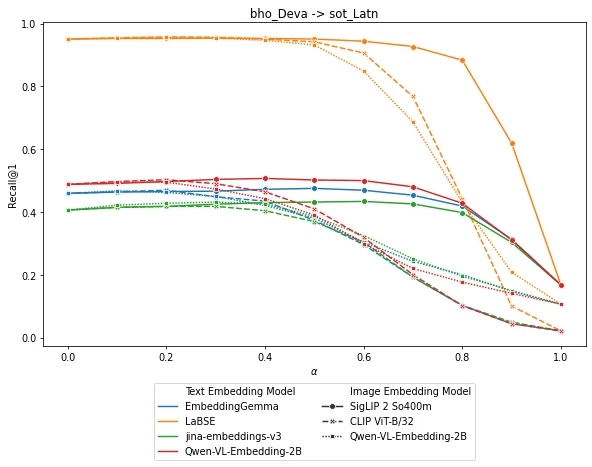 bho_Deva -> sot_Latn
1.0
0.8
0.6
0.4
0.2
0.0
Recall@1
0.0 0.2 0.4 0.6 0.8 1.0
α
Text Embedding Model Image Embedding Model
EmbeddingGemma SigLIP 2 So400m
LaBSE CLIP ViT-B/32
jina-embeddings-v3 Qwen-VL-Embedding-2B
Qwen-VL-Embedding-2B